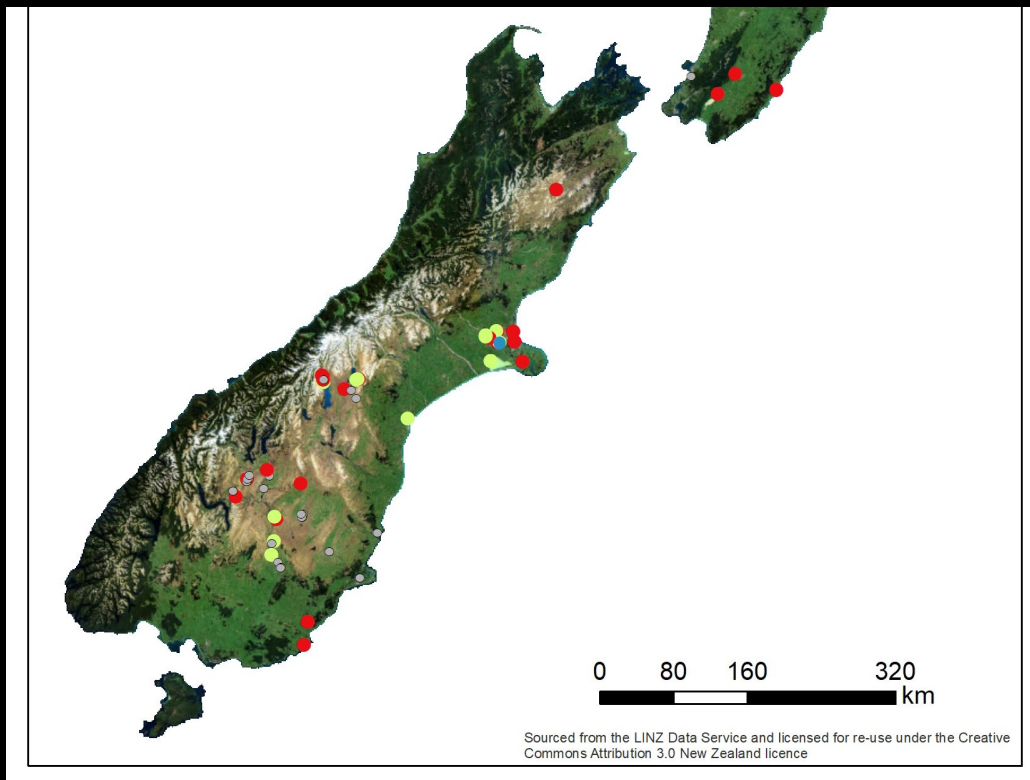 0 80 160 320
km
Sourced from the LINZ Data Service and licensed for re-use under the Creative
Commons Attribution 3.0 New Zealand licence